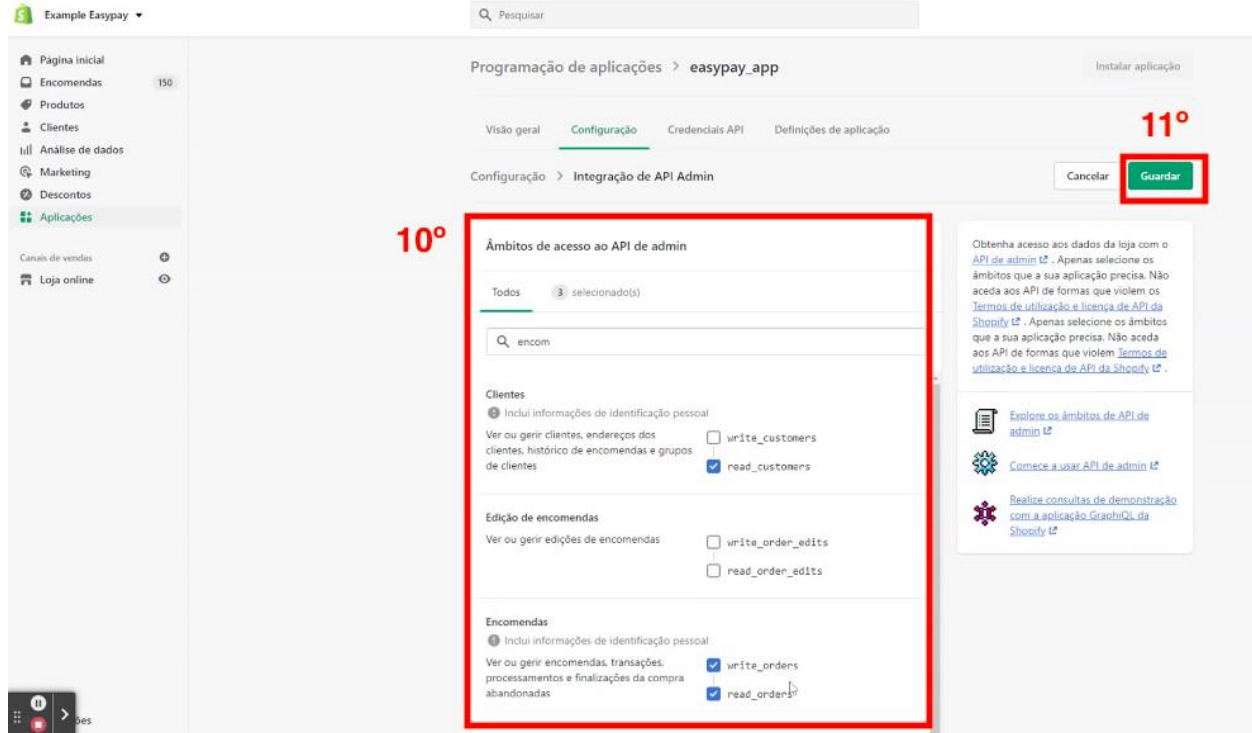 Example Easypay
Pesquisar
Página inicial
Encomendas 150
Produtos
Clientes
Análise de dados
Marketing
Descontos
Aplicações
Canais de vendas
Loja online
ões
Programação de aplicações > easypay_app
Instalar aplicação
Visão geral Configuração Credenciais API Definições de aplicação
11º
Configuração > Integração de API Admin
Cancelar Guardar
10º
Âmbitos de acesso ao API de admin
Todos 3 selecionado(s)
encom
Clientes
Inclui informações de identificação pessoal
Ver ou gerir clientes, endereços dos
clientes, histórico de encomendas e grupos
de clientes
write_customers
read_customers
Edição de encomendas
Ver ou gerir edições de encomendas
write_order_edits
read_order_edits
Encomendas
Inclui informações de identificação pessoal
Ver ou gerir encomendas, transações,
processamentos e finalizações da compra
abandonadas
write_orders
read_orders
Obtenha acesso aos dados da loja com o
API de admin . Apenas selecione os
âmbitos que a sua aplicação precisa. Não
aceda aos API de formas que violem os
Termos de utilização e licença de API da
Shopify . Apenas selecione os âmbitos
que a sua aplicação precisa. Não aceda
aos API de formas que violem Termos de
utilização e licença de API da Shopify .
Explore os âmbitos de API de
admin
Comece a usar API de admin
Realize consultas de demonstração
com a aplicação GraphiQL da
Shopify